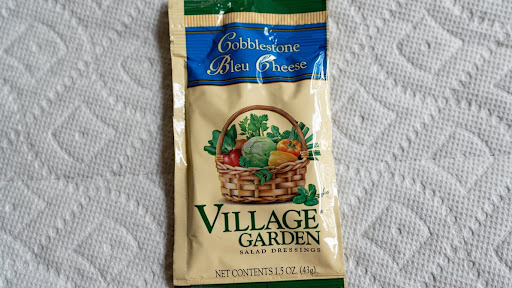 Cobblestone
Bleu Cheese
VILLAGE
GARDEN
SALAD DRESSINGS
NET CONTENTS 1.5 OZ. (43g)